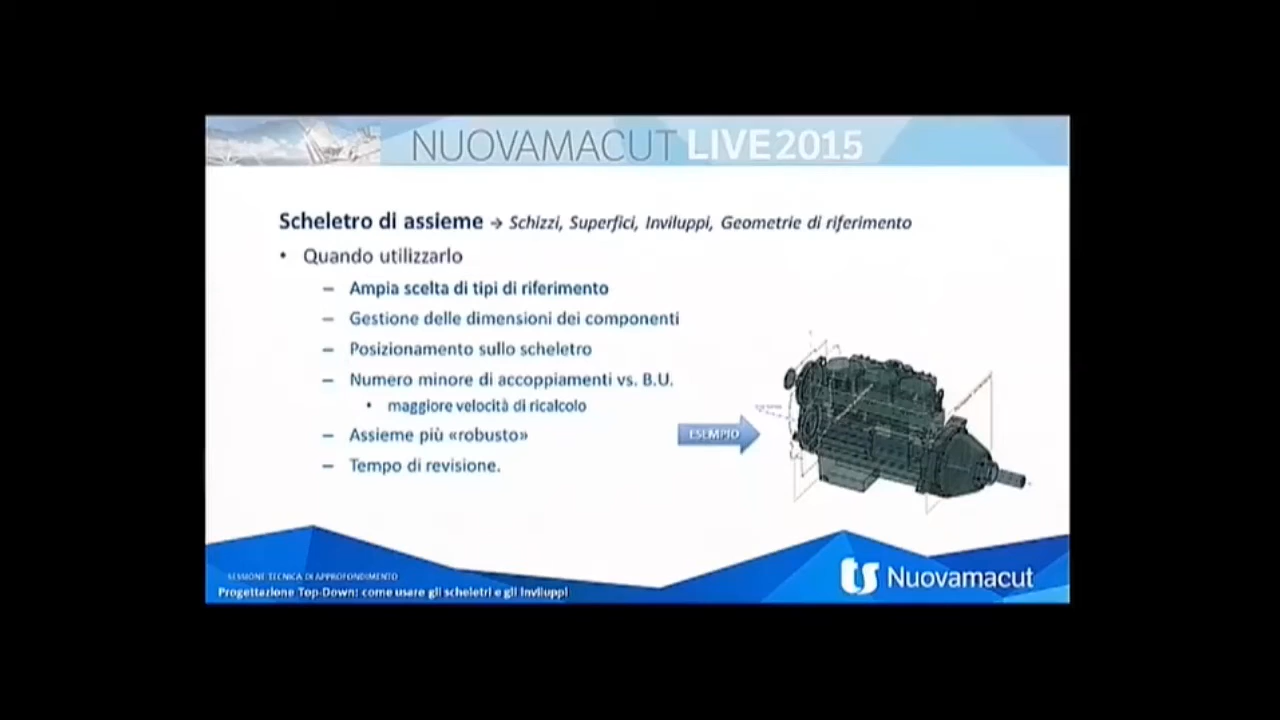 NUOVAMACUT LIVE2015
Scheletro di assieme → Schizzi, Superfici, Inviluppi, Geometrie di riferimento
• Quando utilizzarlo
– Ampia scelta di tipi di riferimento
– Gestione delle dimensioni dei componenti
– Posizionamento sullo scheletro
– Numero minore di accoppiamenti vs. B.U.
• maggiore velocità di ricalcolo
– Assieme più «robusto»
– Tempo di revisione.
ESEMPIO
SESSIONE TECNICA DI APPROFONDIMENTO
Progettazione Top-Down: come usare gli scheletri e gli Inviluppi
ts Nuovamacut